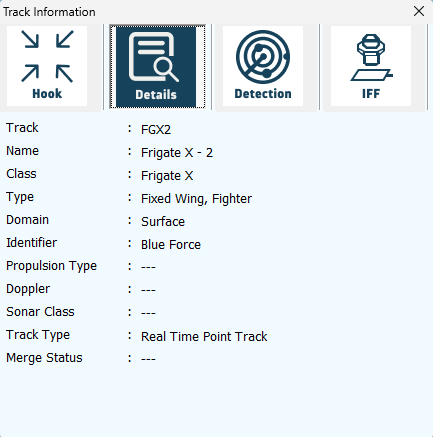 Track Information
Hook Details Detection IFF
Track : FGX2
Name : Frigate X - 2
Class : Frigate X
Type : Fixed Wing, Fighter
Domain : Surface
Identifier : Blue Force
Propulsion Type : ---
Doppler : ---
Sonar Class : ---
Track Type : Real Time Point Track
Merge Status : ---